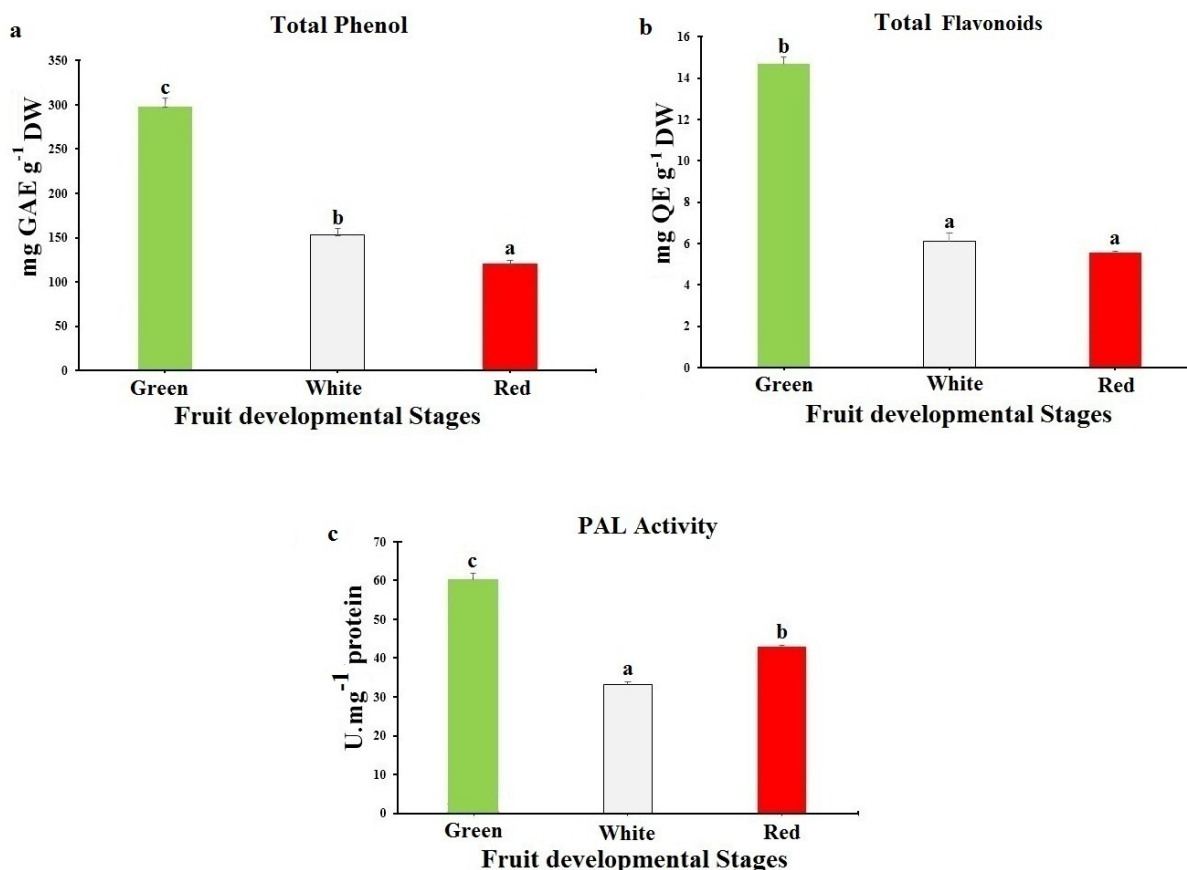 a
Total Phenol
mg GAE g⁻¹ DW
350
300
250
200
150
100
50
0
c
b
a
Green White Red
Fruit developmental Stages
b
Total Flavonoids
mg QE g⁻¹ DW
16
14
12
10
8
6
4
2
0
b
a
a
Green White Red
Fruit developmental Stages
c
PAL Activity
U.mg⁻¹ protein
70
60
50
40
30
20
10
0
c
a
b
Green White Red
Fruit developmental Stages